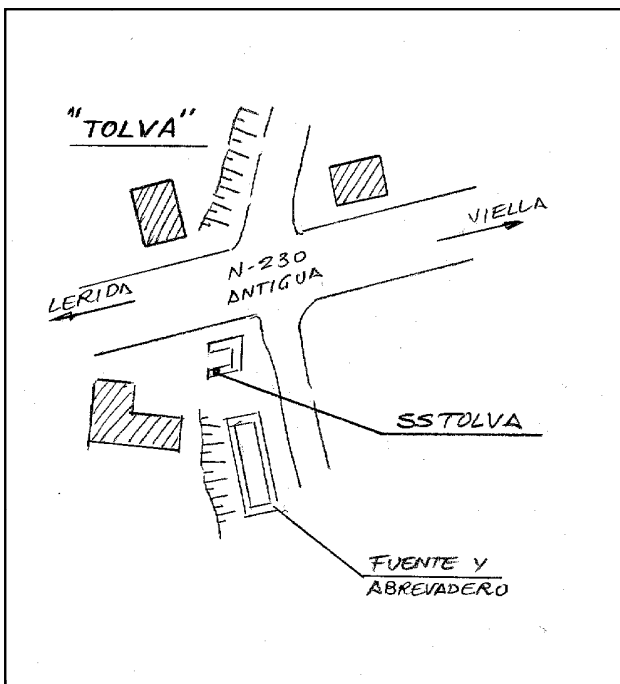 "TOLVA"
VIELLA
N-230
ANTIGUA
LERIDA
SSTOLVA
FUENTE Y
ABREVADERO